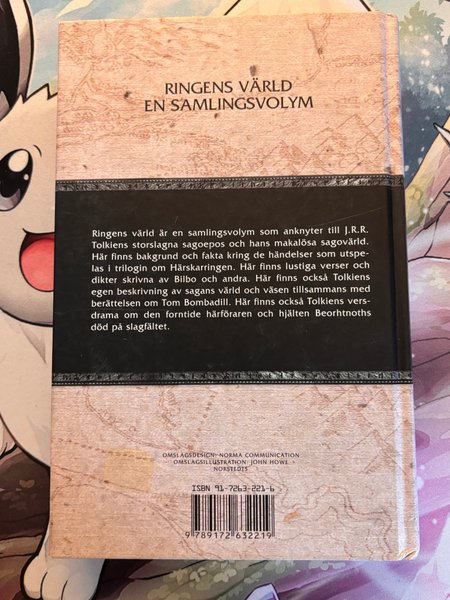 RINGENS VÄRLD
EN SAMLINGSVOLYM
Ringens värld är en samlingsvolym som anknyter till J.R.R.
Tolkiens storslagna sagoepos och hans makalösa sagovärld.
Här finns bakgrund och fakta kring de händelser som utspe-
las i trilogin om Härskarringen. Här finns lustiga verser och
dikter skrivna av Bilbo och andra. Här finns också Tolkiens
egen beskrivning av sagans värld och väsen tillsammans med
berättelsen om Tom Bombadill. Här finns också Tolkiens vers-
drama om den forntide härföraren och hjälten Beorhtnoths
död på slagfältet.
OMSLAGSDESIGN: NORMA COMMUNICATION
OMSLAGSILLUSTRATION: JOHN HOWE
NORSTEDTS
ISBN 91-7263-221-6
9 789172 632219